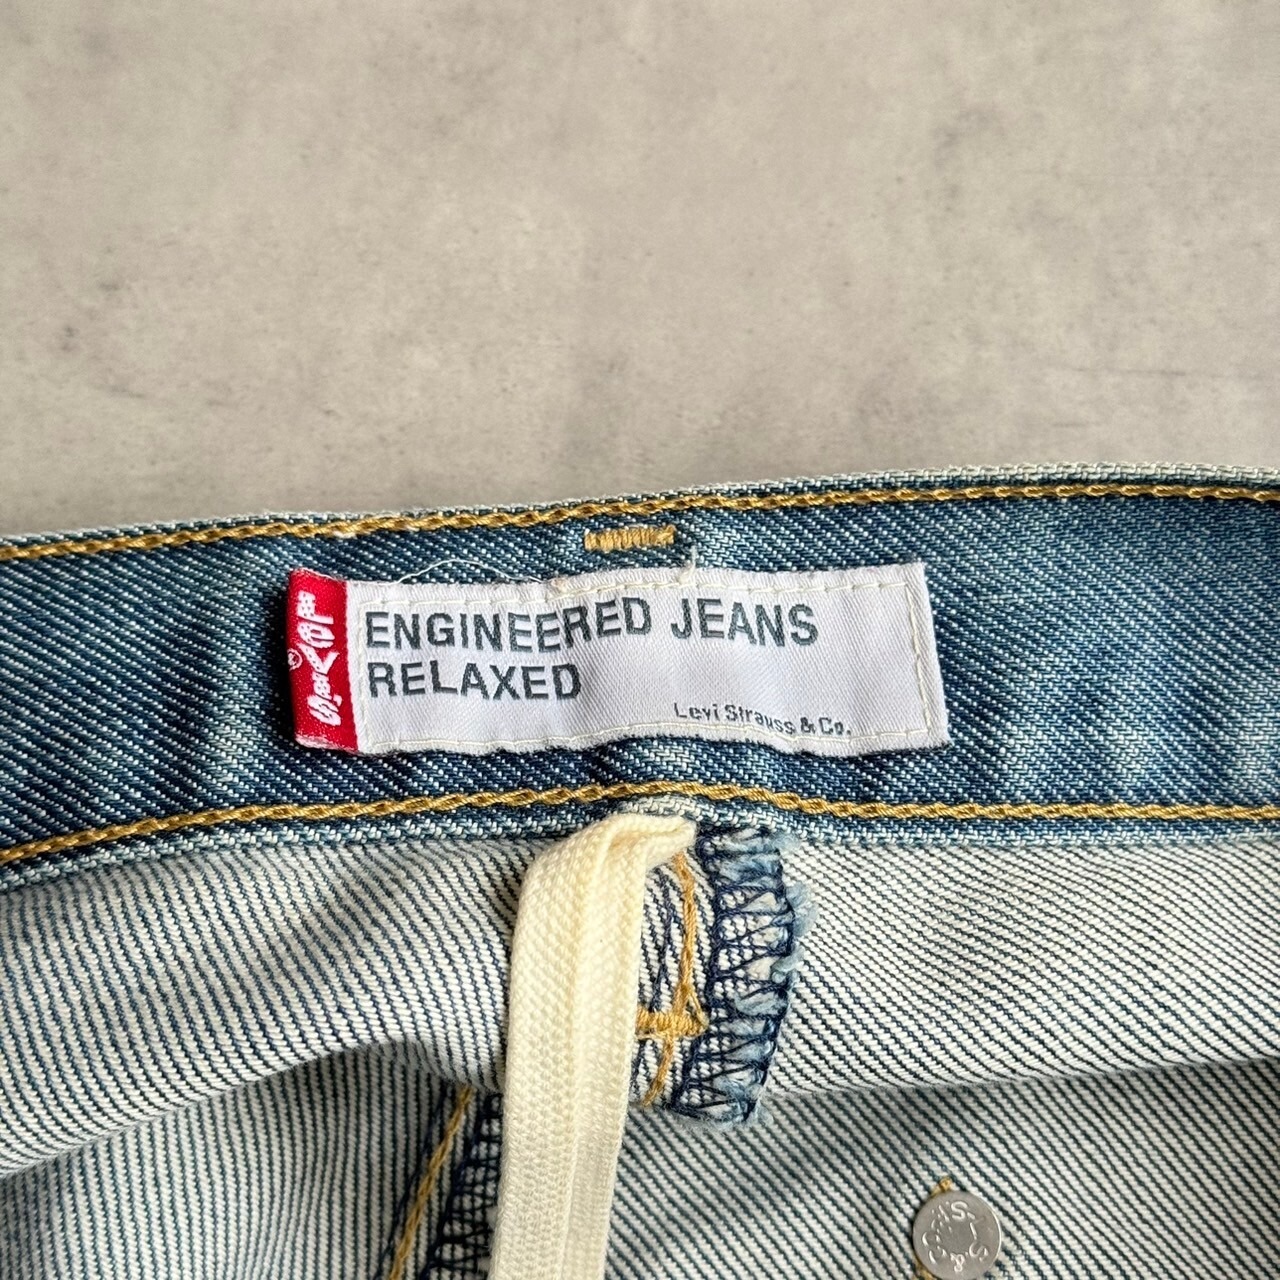 LEVI'S®
ENGINEERED JEANS
RELAXED
Levi Strauss & Co.